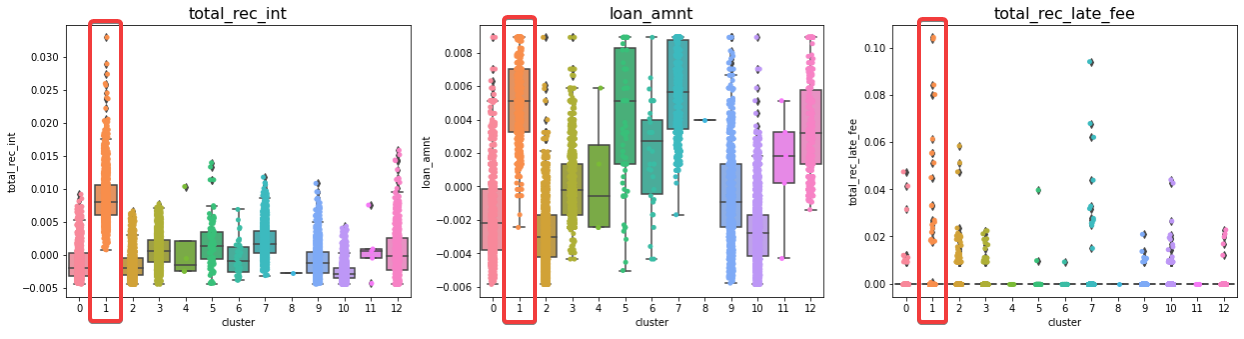 total_rec_int
total_rec_int
0.030
0.025
0.020
0.015
0.010
0.005
0.000
−0.005
0 1 2 3 4 5 6 7 8 9 10 11 12
cluster
loan_amnt
loan_amnt
0.008
0.006
0.004
0.002
0.000
−0.002
−0.004
−0.006
0 1 2 3 4 5 6 7 8 9 10 11 12
cluster
total_rec_late_fee
total_rec_late_fee
0.10
0.08
0.06
0.04
0.02
0.00
0 1 2 3 4 5 6 7 8 9 10 11 12
cluster